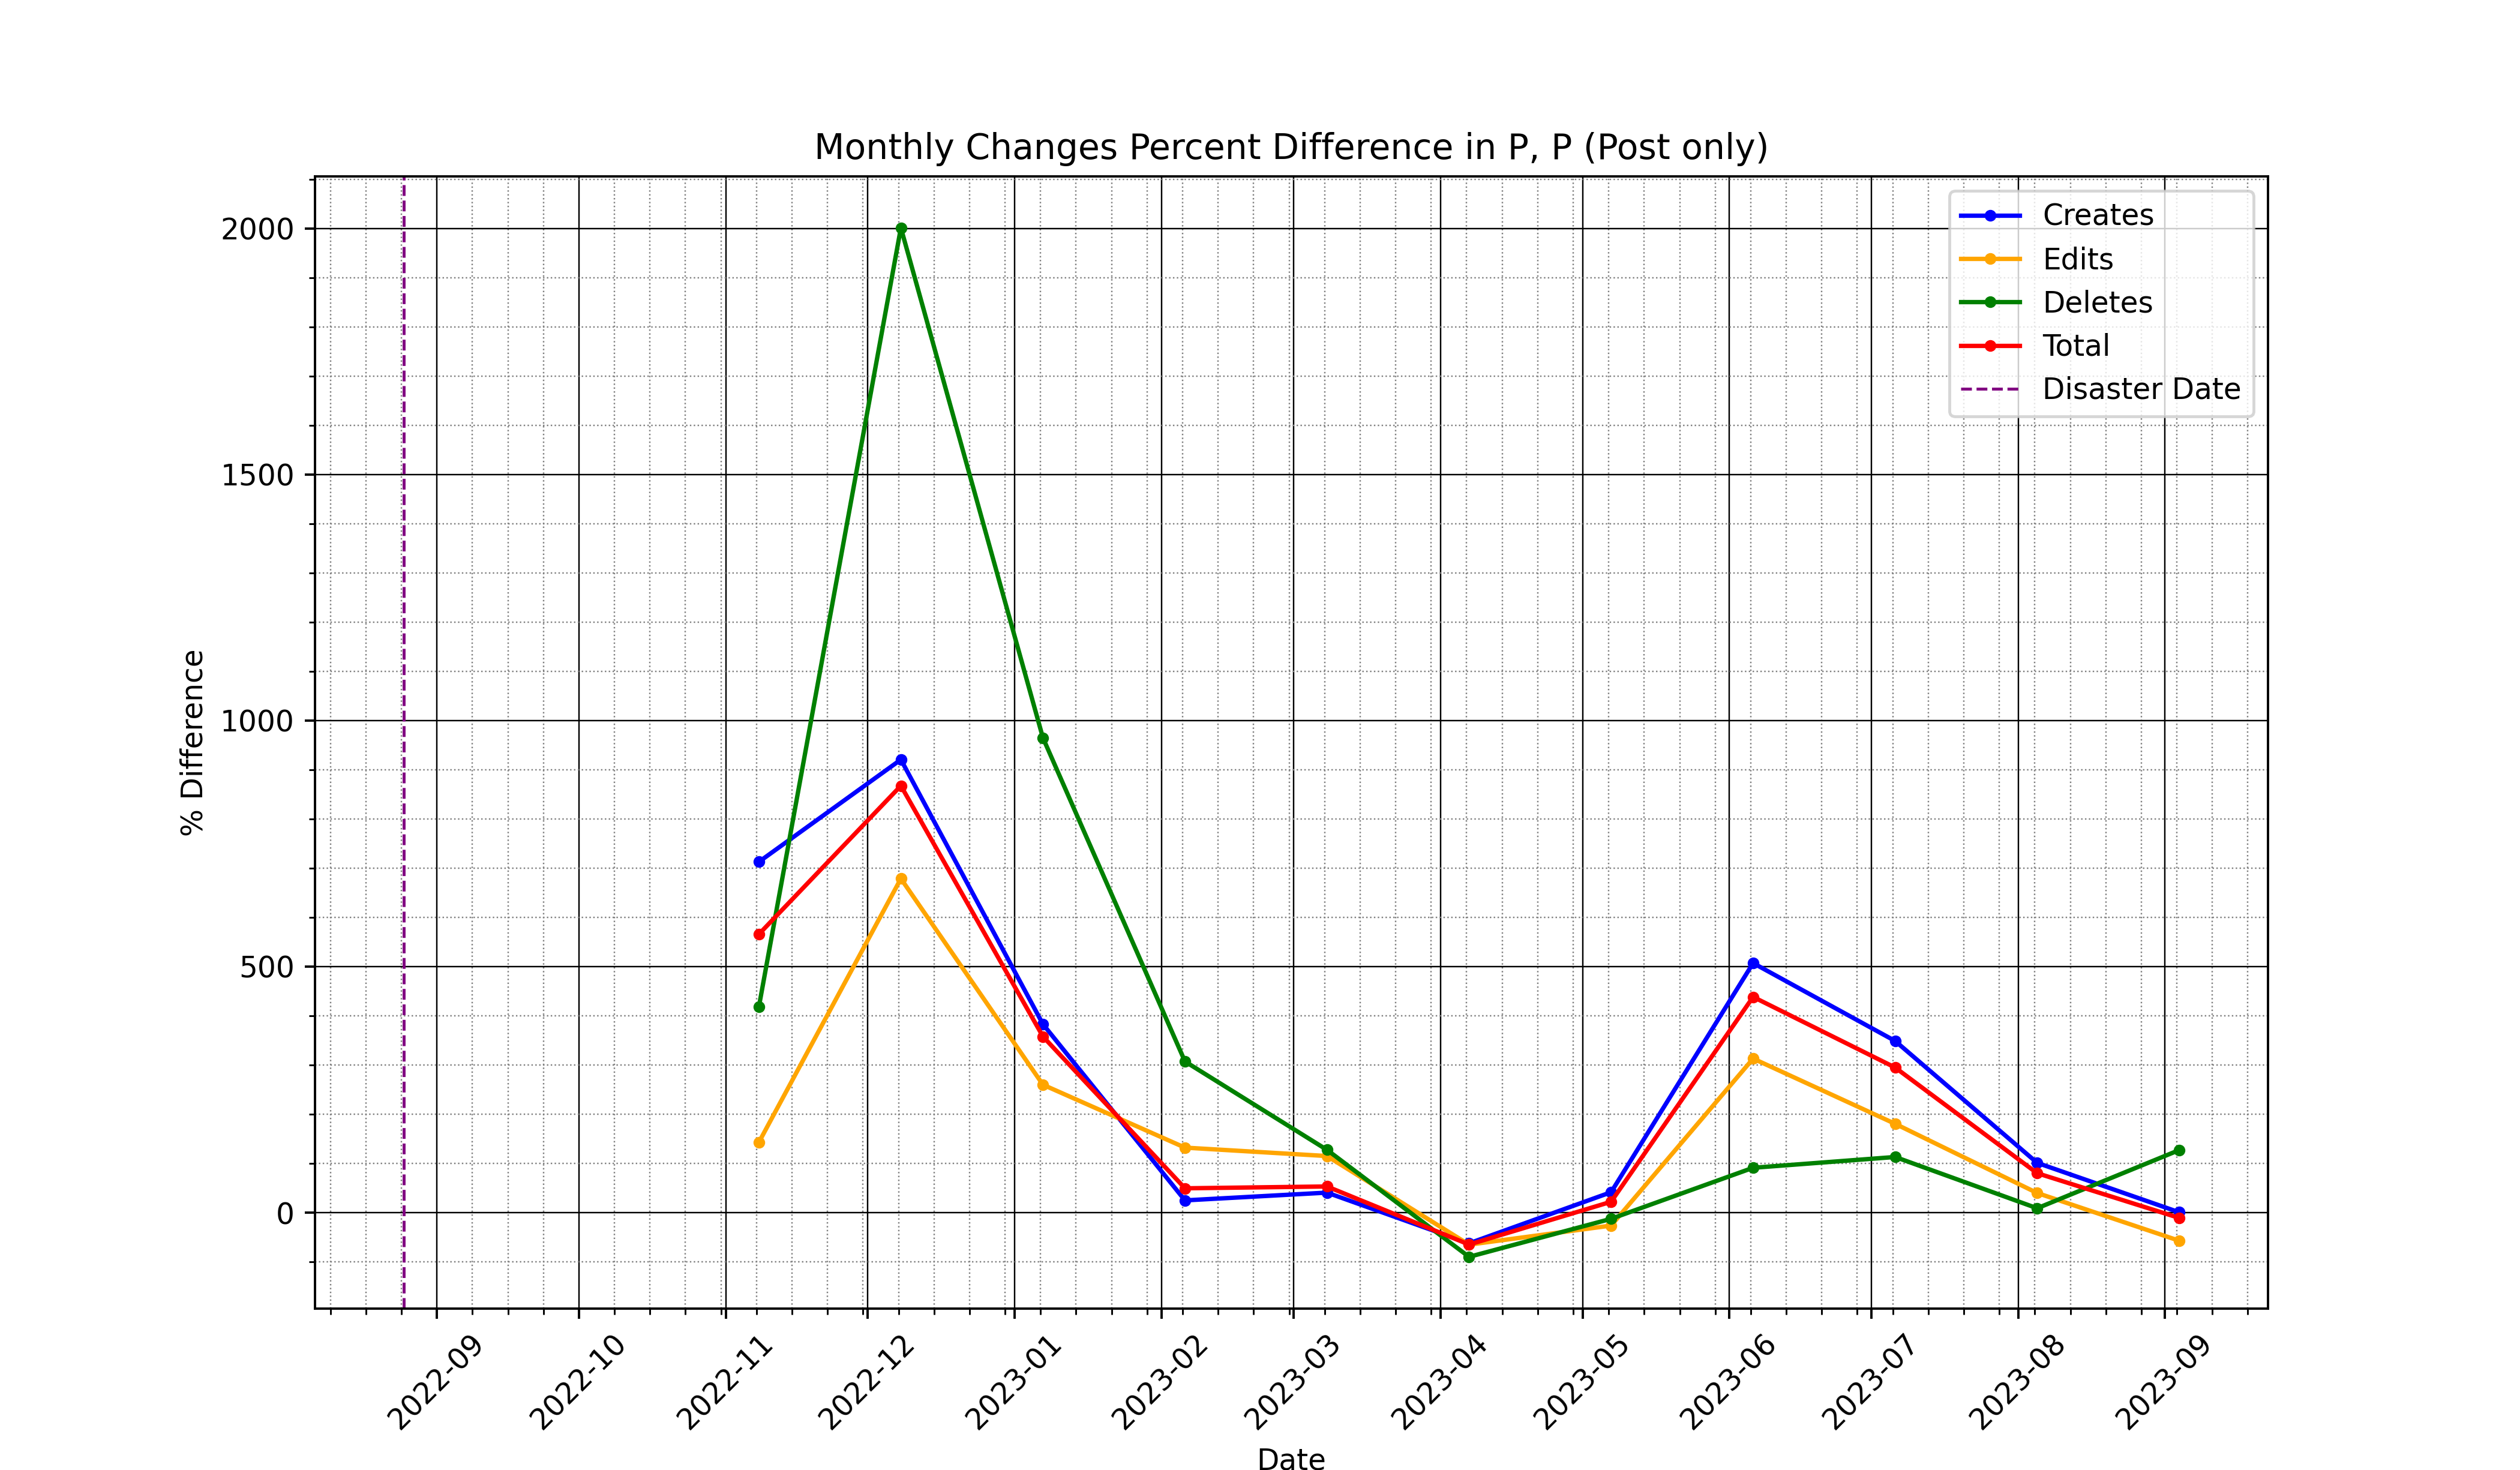 Monthly Changes Percent Difference in P, P (Post only)
Creates
Edits
Deletes
Total
Disaster Date
2000
1500
1000
500
0
% Difference
2022-09
2022-10
2022-11
2022-12
2023-01
2023-02
2023-03
2023-04
2023-05
2023-06
2023-07
2023-08
2023-09
Date